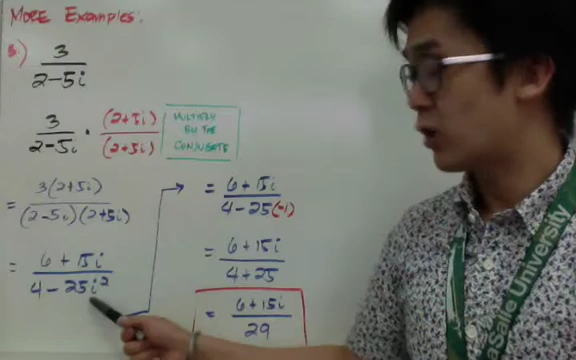 MORE Examples:
3.) 3 / (2-5i)
3 / (2-5i) · (2+5i) / (2+5i)
MULTIPLY
BY THE
CONJUGATE
= 3(2+5i) / (2-5i)(2+5i)
= 6+15i / 4-25i²
= 6+15i / 4-25(-1)
= 6+15i / 4+25
= 6+15i / 29
Salle University